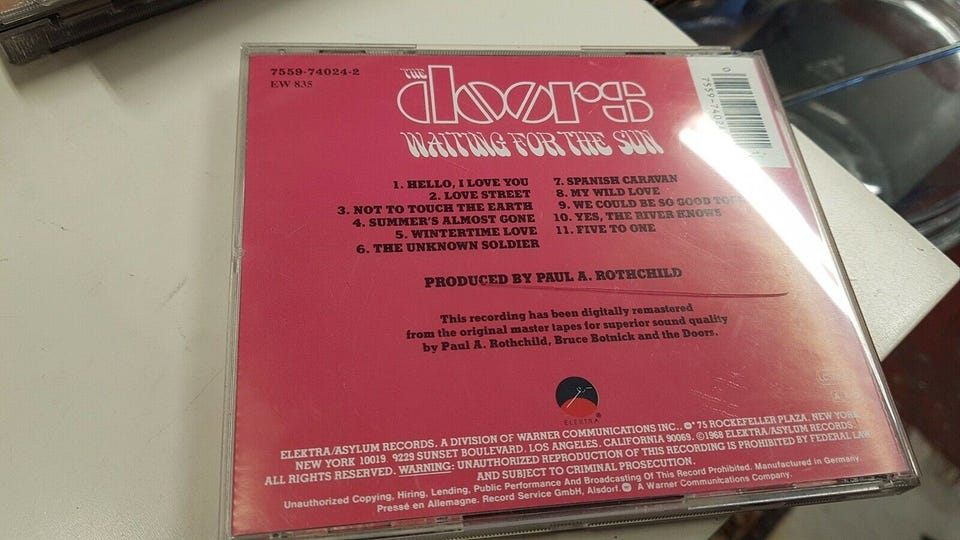 7559-74024-2
EW 835
THE doors
WAITING FOR THE SUN
1. HELLO, I LOVE YOU
2. LOVE STREET
3. NOT TO TOUCH THE EARTH
4. SUMMER'S ALMOST GONE
5. WINTERTIME LOVE
6. THE UNKNOWN SOLDIER
7. SPANISH CARAVAN
8. MY WILD LOVE
9. WE COULD BE SO GOOD
10. YES, THE RIVER KNOWS
11. FIVE TO ONE
PRODUCED BY PAUL A. ROTHCHILD
This recording has been digitally remastered
from the original master tapes for superior sound quality
by Paul A. Rothchild, Bruce Botnick and the Doors.
ELEKTRA®
ELEKTRA/ASYLUM RECORDS. A DIVISION OF WARNER COMMUNICATIONS INC., 75 ROCKEFELLER PLAZA. NEW YORK,
NEW YORK 10019. 9229 SUNSET BOULEVARD. LOS ANGELES. CALIFORNIA 90069. ℗1968 ELEKTRA/ASYLUM RECORDS.
ALL RIGHTS RESERVED. WARNING: UNAUTHORIZED REPRODUCTION OF THIS RECORDING IS PROHIBITED BY FEDERAL LAW
AND SUBJECT TO CRIMINAL PROSECUTION.
Unauthorized Copying, Hiring, Lending, Public Performance And Broadcasting Of This Record Prohibited. Manufactured in Germany.
Pressé en Allemagne. Record Service GmbH, Alsdorf. A Warner Communications Company.